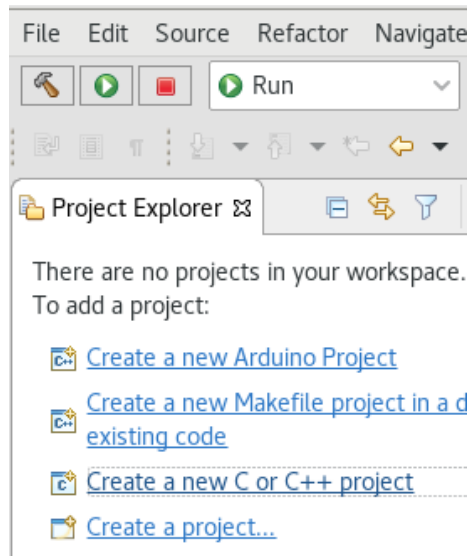 File Edit Source Refactor Navigate
Run
Project Explorer
There are no projects in your workspace.
To add a project:
Create a new Arduino Project
Create a new Makefile project in a d
existing code
Create a new C or C++ project
Create a project...